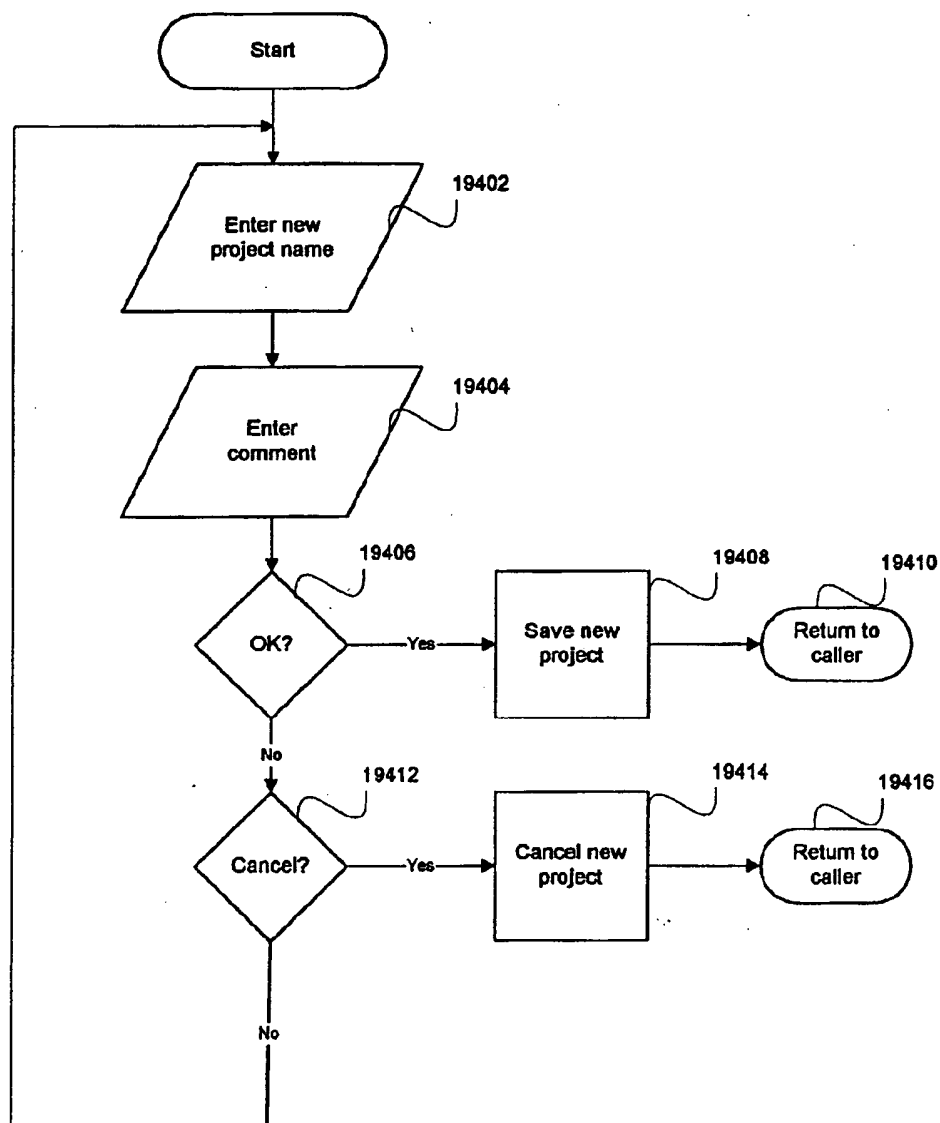 Start
19402
Enter new
project name
19404
Enter
comment
19406
19408
19410
OK?
Yes
Save new
project
Return to
caller
No
19412
19414
19416
Cancel?
Yes
Cancel new
project
Return to
caller
No